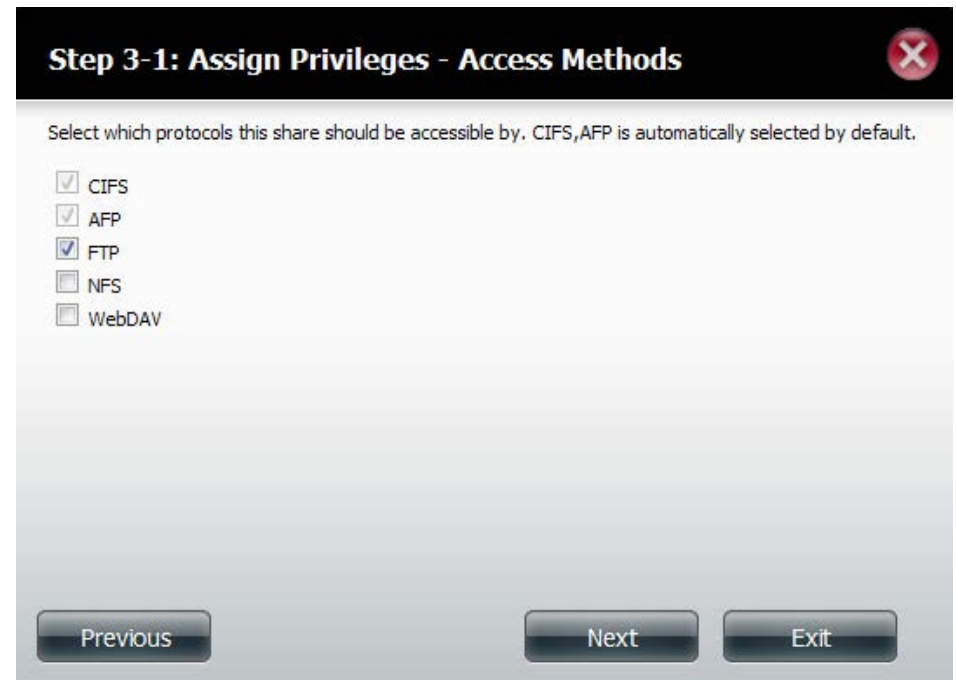 Step 3-1: Assign Privileges - Access Methods
Select which protocols this share should be accessible by. CIFS,AFP is automatically selected by default.
CIFS
AFP
FTP
NFS
WebDAV
Previous
Next
Exit